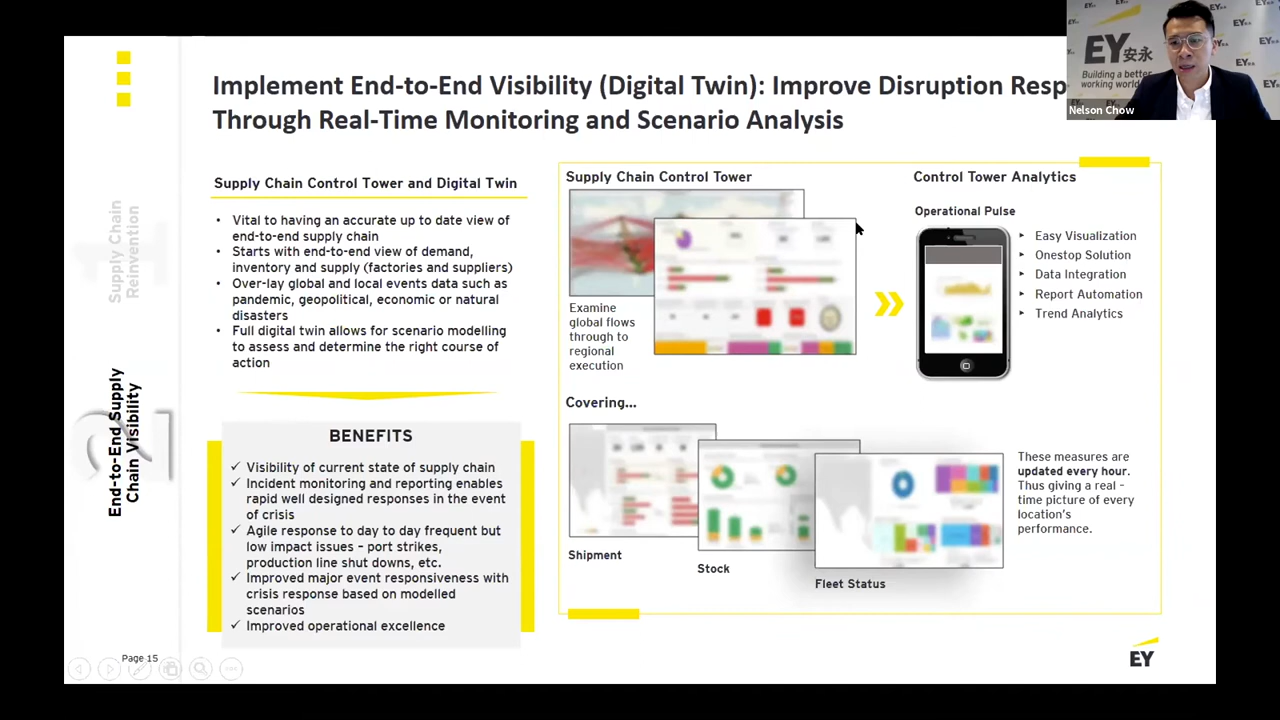 Implement End-to-End Visibility (Digital Twin): Improve Disruption Resp
Through Real-Time Monitoring and Scenario Analysis
EY安永
Building a better
working world
EY
Nelson Chow
Supply Chain
Reinvention
1
End-to-End Supply
Chain Visibility
2
Supply Chain Control Tower and Digital Twin
• Vital to having an accurate up to date view of
end-to-end supply chain
• Starts with end-to-end view of demand,
inventory and supply (factories and suppliers)
• Over-lay global and local events data such as
pandemic, geopolitical, economic or natural
disasters
• Full digital twin allows for scenario modelling
to assess and determine the right course of
action
BENEFITS
✓ Visibility of current state of supply chain
✓ Incident monitoring and reporting enables
rapid well designed responses in the event
of crisis
✓ Agile response to day to day frequent but
low impact issues – port strikes,
production line shut downs, etc.
✓ Improved major event responsiveness with
crisis response based on modelled
scenarios
✓ Improved operational excellence
Supply Chain Control Tower
Examine
global flows
through to
regional
execution
Control Tower Analytics
Operational Pulse
‣ Easy Visualization
‣ Onestop Solution
‣ Data Integration
‣ Report Automation
‣ Trend Analytics
Covering...
Shipment
Stock
Fleet Status
These measures are
updated every hour.
Thus giving a real –
time picture of every
location's
performance.
Page 15
EY